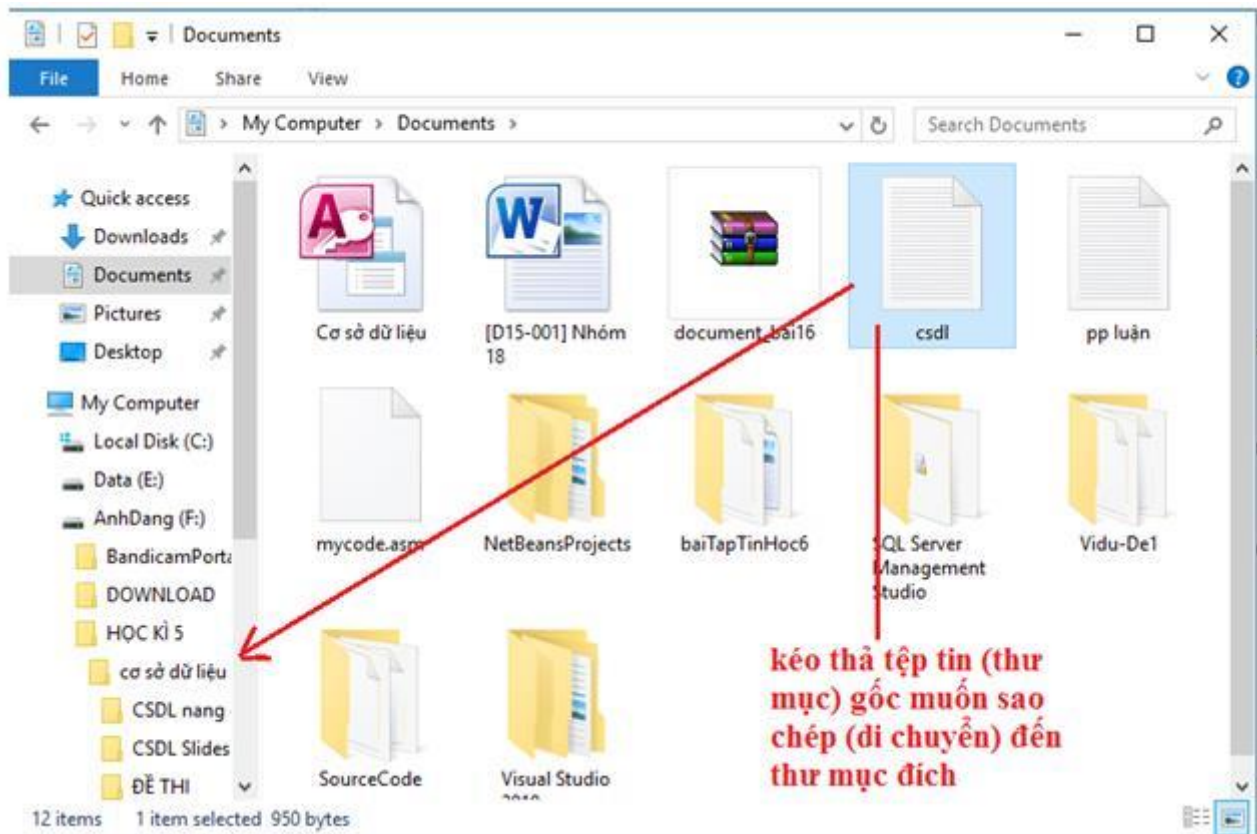 Documents
File Home Share View
My Computer > Documents >
Search Documents
Quick access
Downloads
Documents
Pictures
Desktop
My Computer
Local Disk (C:)
Data (E:)
AnhDang (F:)
BandicamPorta
DOWNLOAD
HỌC KÌ 5
cơ sở dữ liệu
CSDL nang
CSDL Slides
ĐỀ THI
Cơ sở dữ liệu
[D15-001] Nhóm
18
document_bai16
csdl
pp luận
mycode.asm
NetBeansProjects
baiTapTinHoc6
SQL Server
Management
Studio
Vidu-De1
SourceCode
Visual Studio
kéo thả tệp tin (thư
mục) gốc muốn sao
chép (di chuyển) đến
thư mục đích
12 items 1 item selected 950 bytes